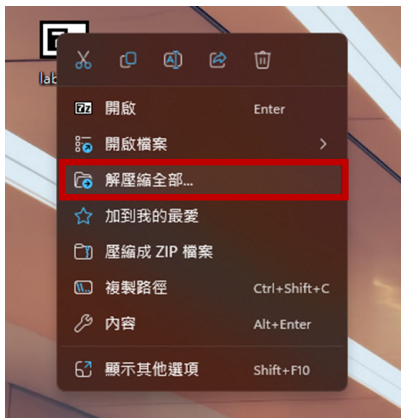 lab
開啟 Enter
開啟檔案
解壓縮全部...
加到我的最愛
壓縮成 ZIP 檔案
複製路徑 Ctrl+Shift+C
內容 Alt+Enter
顯示其他選項 Shift+F10